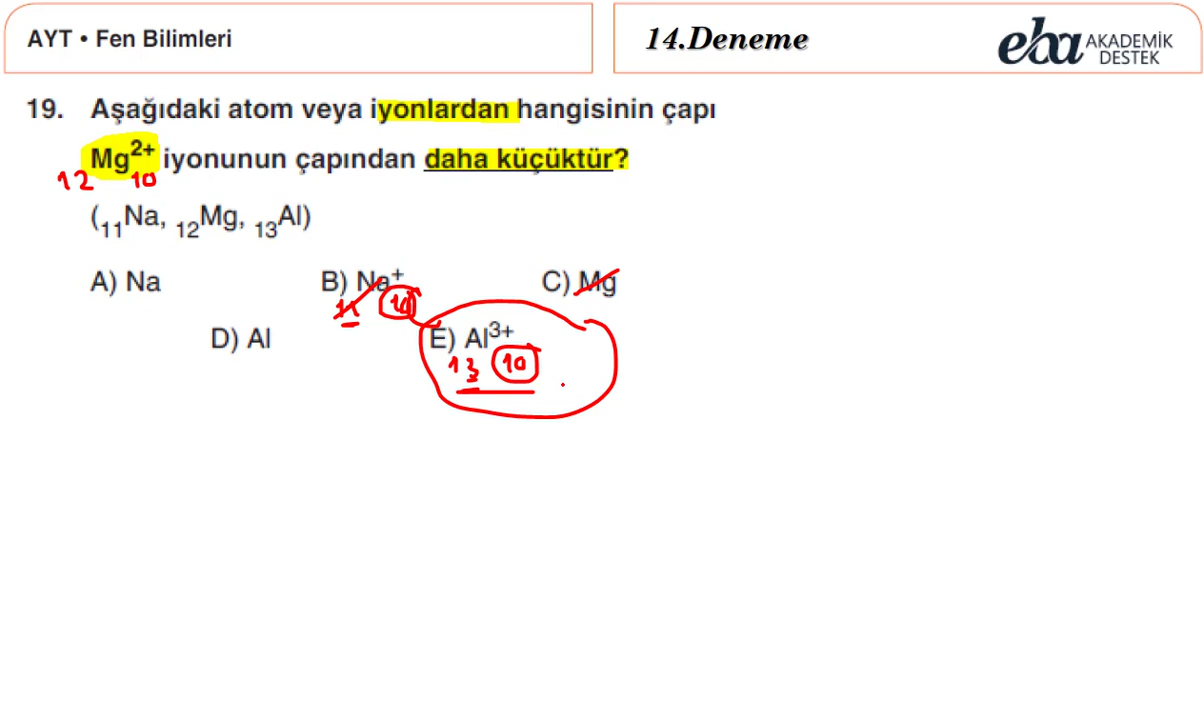 AYT • Fen Bilimleri
14.Deneme
eba AKADEMİK DESTEK
19. Aşağıdaki atom veya iyonlardan hangisinin çapı
Mg2+ iyonunun çapından daha küçüktür?
12 10
(11Na, 12Mg, 13Al)
A) Na B) Na+ C) Mg
11 10
D) Al E) Al3+
13 10